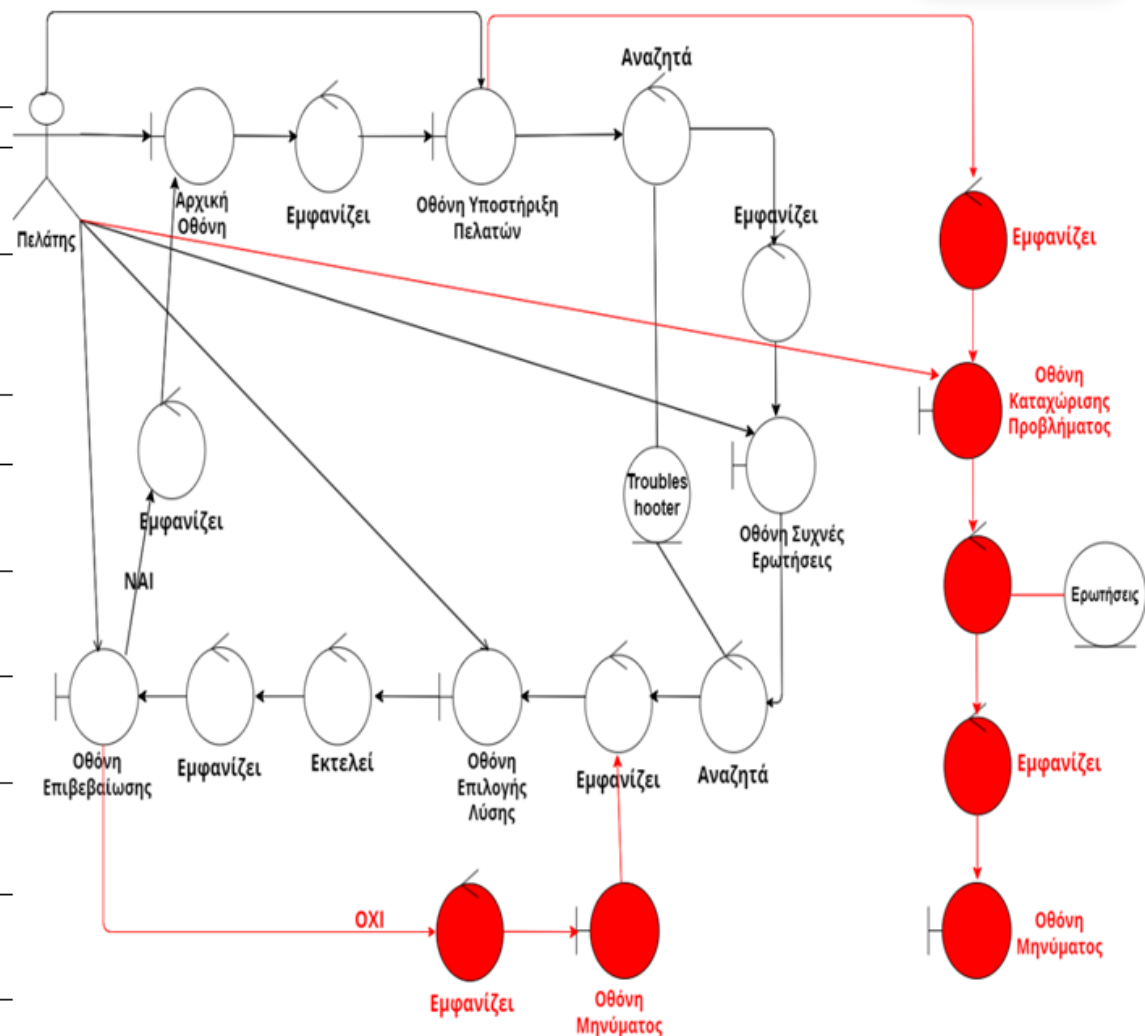 Αναζητά
Πελάτης
Αρχική
Οθόνη
Εμφανίζει
Οθόνη Υποστήριξη
Πελατών
Εμφανίζει
Εμφανίζει
Οθόνη
Καταχώρισης
Προβλήματος
Εμφανίζει
Troubles
hooter
Οθόνη Συχνές
Ερωτήσεις
ΝΑΙ
Ερωτήσεις
Οθόνη
Επιβεβαίωσης
Εμφανίζει
Εκτελεί
Οθόνη
Επιλογής
Λύσης
Εμφανίζει
Αναζητά
Εμφανίζει
ΟΧΙ
Εμφανίζει
Οθόνη
Μηνύματος
Οθόνη
Μηνύματος